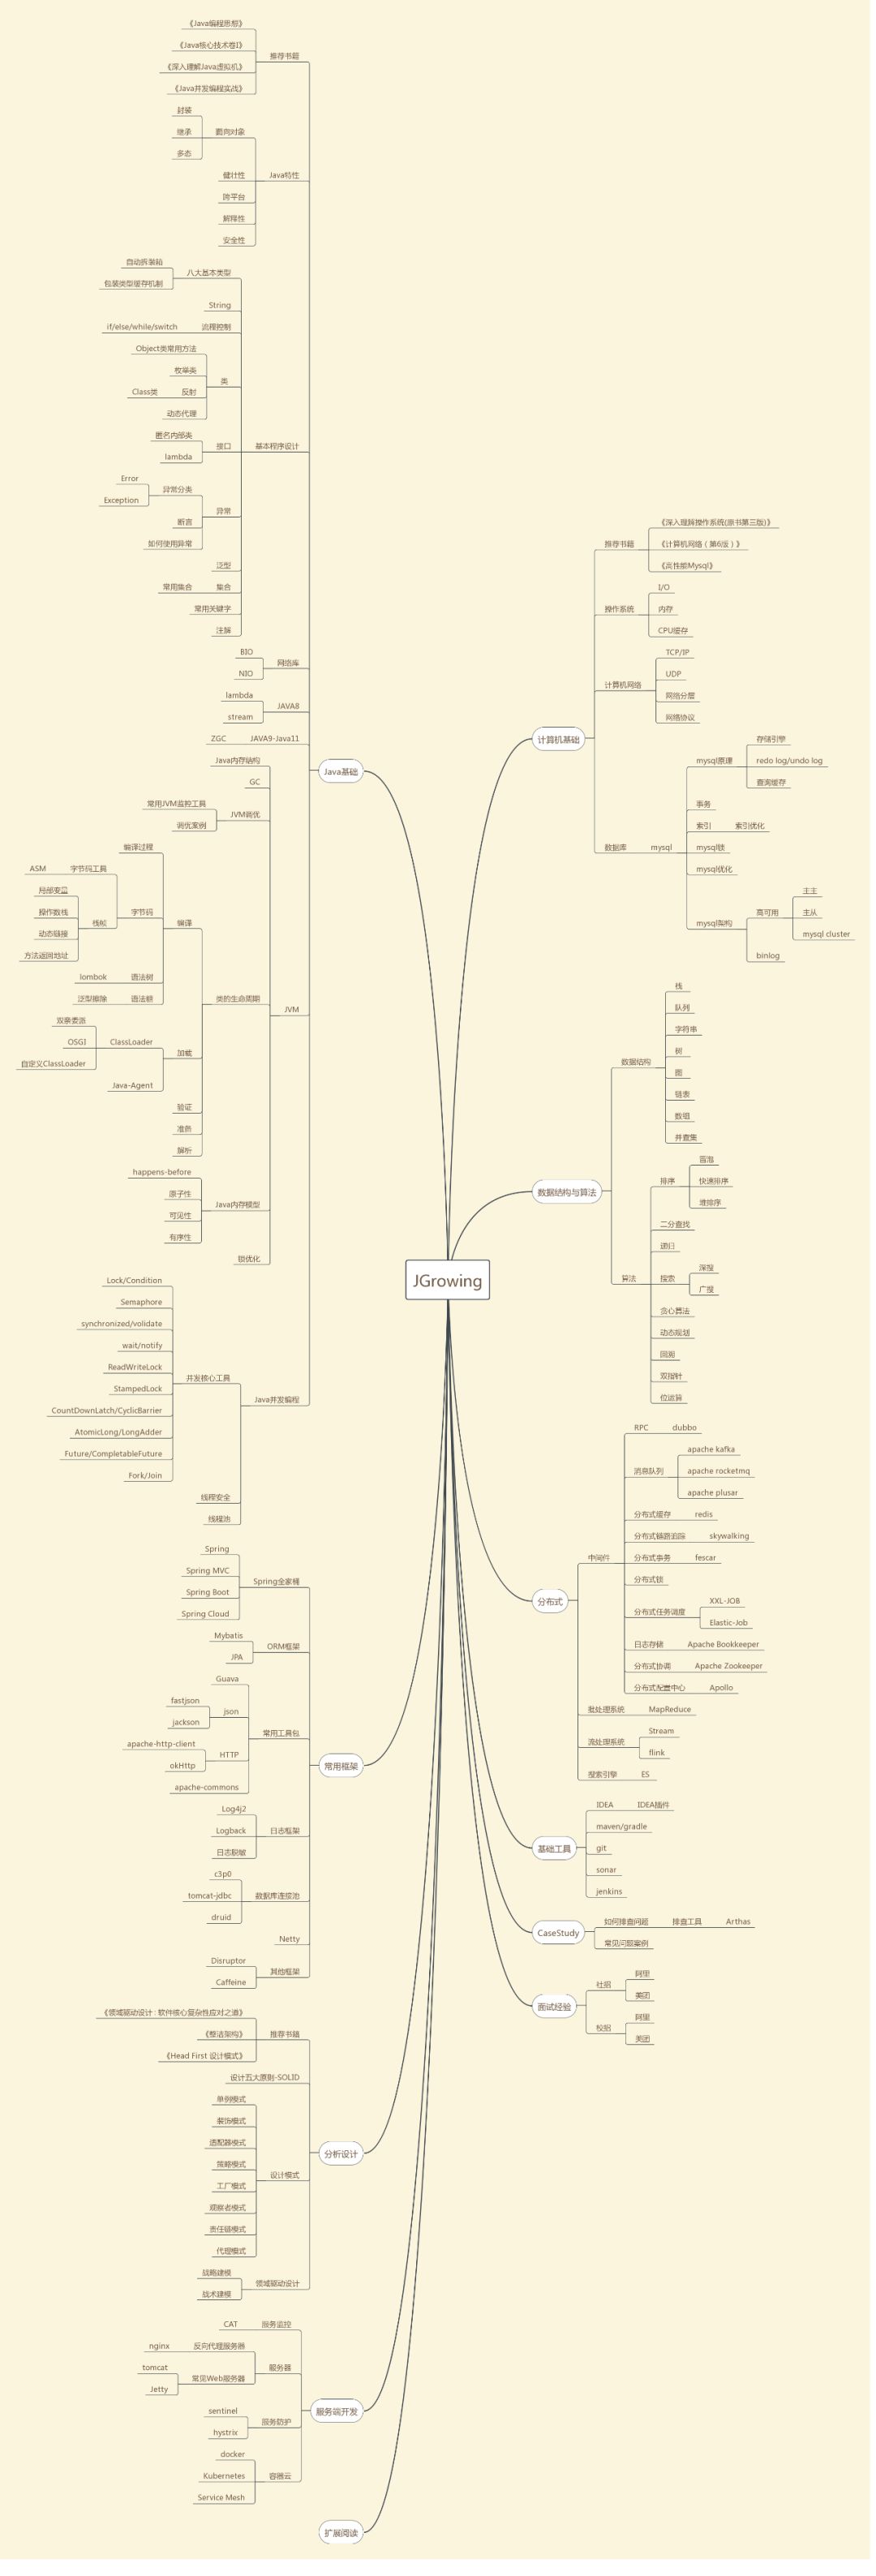 JGrowing
Java基础
推荐书籍
《Java编程思想》
《Java核心技术卷I》
《深入理解Java虚拟机》
《Java并发编程实战》
Java特性
面向对象
封装
继承
多态
健壮性
跨平台
解释性
安全性
基本程序设计
八大基本类型
自动拆装箱
包装类型缓存机制
String
流程控制
if/else/while/switch
类
Object类常用方法
枚举类
反射
Class类
动态代理
接口
匿名内部类
lambda
异常
异常分类
Error
Exception
断言
如何使用异常
泛型
集合
常用集合
常用关键字
注解
网络库
BIO
NIO
JAVA8
lambda
stream
JAVA9-Java11
ZGC
JVM
Java内存结构
GC
JVM调优
常用JVM监控工具
调优案例
类的生命周期
编译
编译过程
字节码
字节码工具
ASM
栈帧
局部变量
操作数栈
动态链接
方法返回地址
语法树
lombok
语法糖
泛型擦除
加载
ClassLoader
双亲委派
OSGI
自定义ClassLoader
Java-Agent
验证
准备
解析
Java内存模型
happens-before
原子性
可见性
有序性
锁优化
Java并发编程
并发核心工具
Lock/Condition
Semaphore
synchronized/volidate
wait/notify
ReadWriteLock
StampedLock
CountDownLatch/CyclicBarrier
AtomicLong/LongAdder
Future/CompletableFuture
Fork/Join
线程安全
线程池
常用框架
Spring全家桶
Spring
Spring MVC
Spring Boot
Spring Cloud
ORM框架
Mybatis
JPA
常用工具包
Guava
json
fastjson
jackson
HTTP
apache-http-client
okHttp
apache-commons
日志框架
Log4j2
Logback
日志脱敏
数据库连接池
c3p0
tomcat-jdbc
druid
Netty
其他框架
Disruptor
Caffeine
分析设计
推荐书籍
《领域驱动设计：软件核心复杂性应对之道》
《整洁架构》
《Head First 设计模式》
设计五大原则-SOLID
设计模式
单例模式
装饰模式
适配器模式
策略模式
工厂模式
观察者模式
责任链模式
代理模式
领域驱动设计
战略建模
战术建模
服务端开发
服务监控
CAT
服务器
反向代理服务器
nginx
常见Web服务器
tomcat
Jetty
服务防护
sentinel
hystrix
容器云
docker
Kubernetes
Service Mesh
扩展阅读
计算机基础
推荐书籍
《深入理解操作系统(原书第三版)》
《计算机网络（第6版）》
《高性能Mysql》
操作系统
I/O
内存
CPU缓存
计算机网络
TCP/IP
UDP
网络分层
网络协议
数据库
mysql
mysql原理
存储引擎
redo log/undo log
查询缓存
事务
索引
索引优化
mysql锁
mysql优化
mysql架构
高可用
主主
主从
mysql cluster
binlog
数据结构与算法
数据结构
栈
队列
字符串
树
图
链表
数组
并查集
算法
排序
冒泡
快速排序
堆排序
二分查找
递归
搜索
深搜
广搜
贪心算法
动态规划
回溯
双指针
位运算
分布式
中间件
RPC
dubbo
消息队列
apache kafka
apache rocketmq
apache plusar
分布式缓存
redis
分布式链路追踪
skywalking
分布式事务
fescar
分布式锁
分布式任务调度
XXL-JOB
Elastic-Job
日志存储
Apache Bookkeeper
分布式协调
Apache Zookeeper
分布式配置中心
Apollo
批处理系统
MapReduce
流处理系统
Stream
flink
搜索引擎
ES
基础工具
IDEA
IDEA插件
maven/gradle
git
sonar
jenkins
CaseStudy
如何排查问题
排查工具
Arthas
常见问题案例
面试经验
社招
阿里
美团
校招
阿里
美团